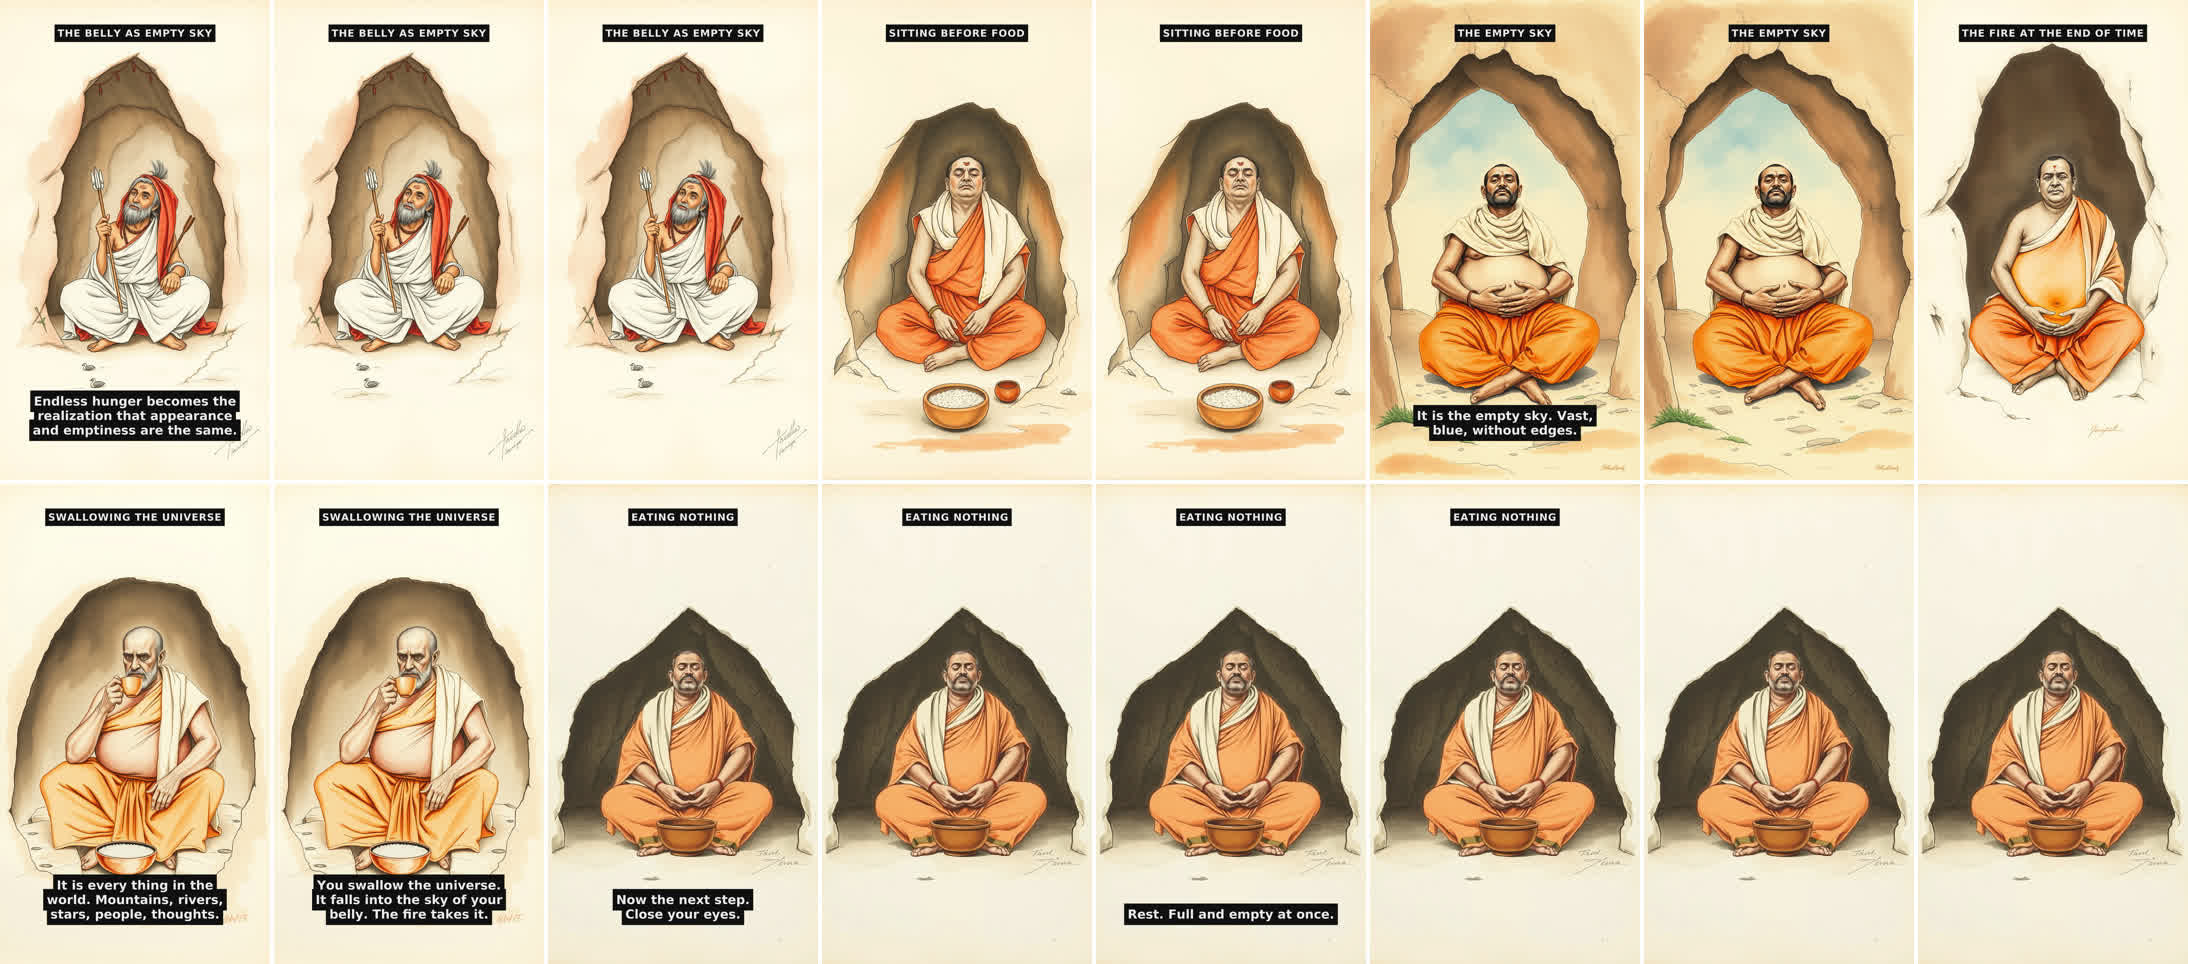 THE BELLY AS EMPTY SKY
Endless hunger becomes the
realization that appearance
and emptiness are the same.
THE BELLY AS EMPTY SKY
THE BELLY AS EMPTY SKY
SITTING BEFORE FOOD
SITTING BEFORE FOOD
THE EMPTY SKY
It is the empty sky. Vast,
blue, without edges.
THE EMPTY SKY
THE FIRE AT THE END OF TIME
SWALLOWING THE UNIVERSE
It is every thing in the
world. Mountains, rivers,
stars, people, thoughts.
SWALLOWING THE UNIVERSE
You swallow the universe.
It falls into the sky of your
belly. The fire takes it.
EATING NOTHING
Now the next step.
Close your eyes.
EATING NOTHING
EATING NOTHING
Rest. Full and empty at once.
EATING NOTHING